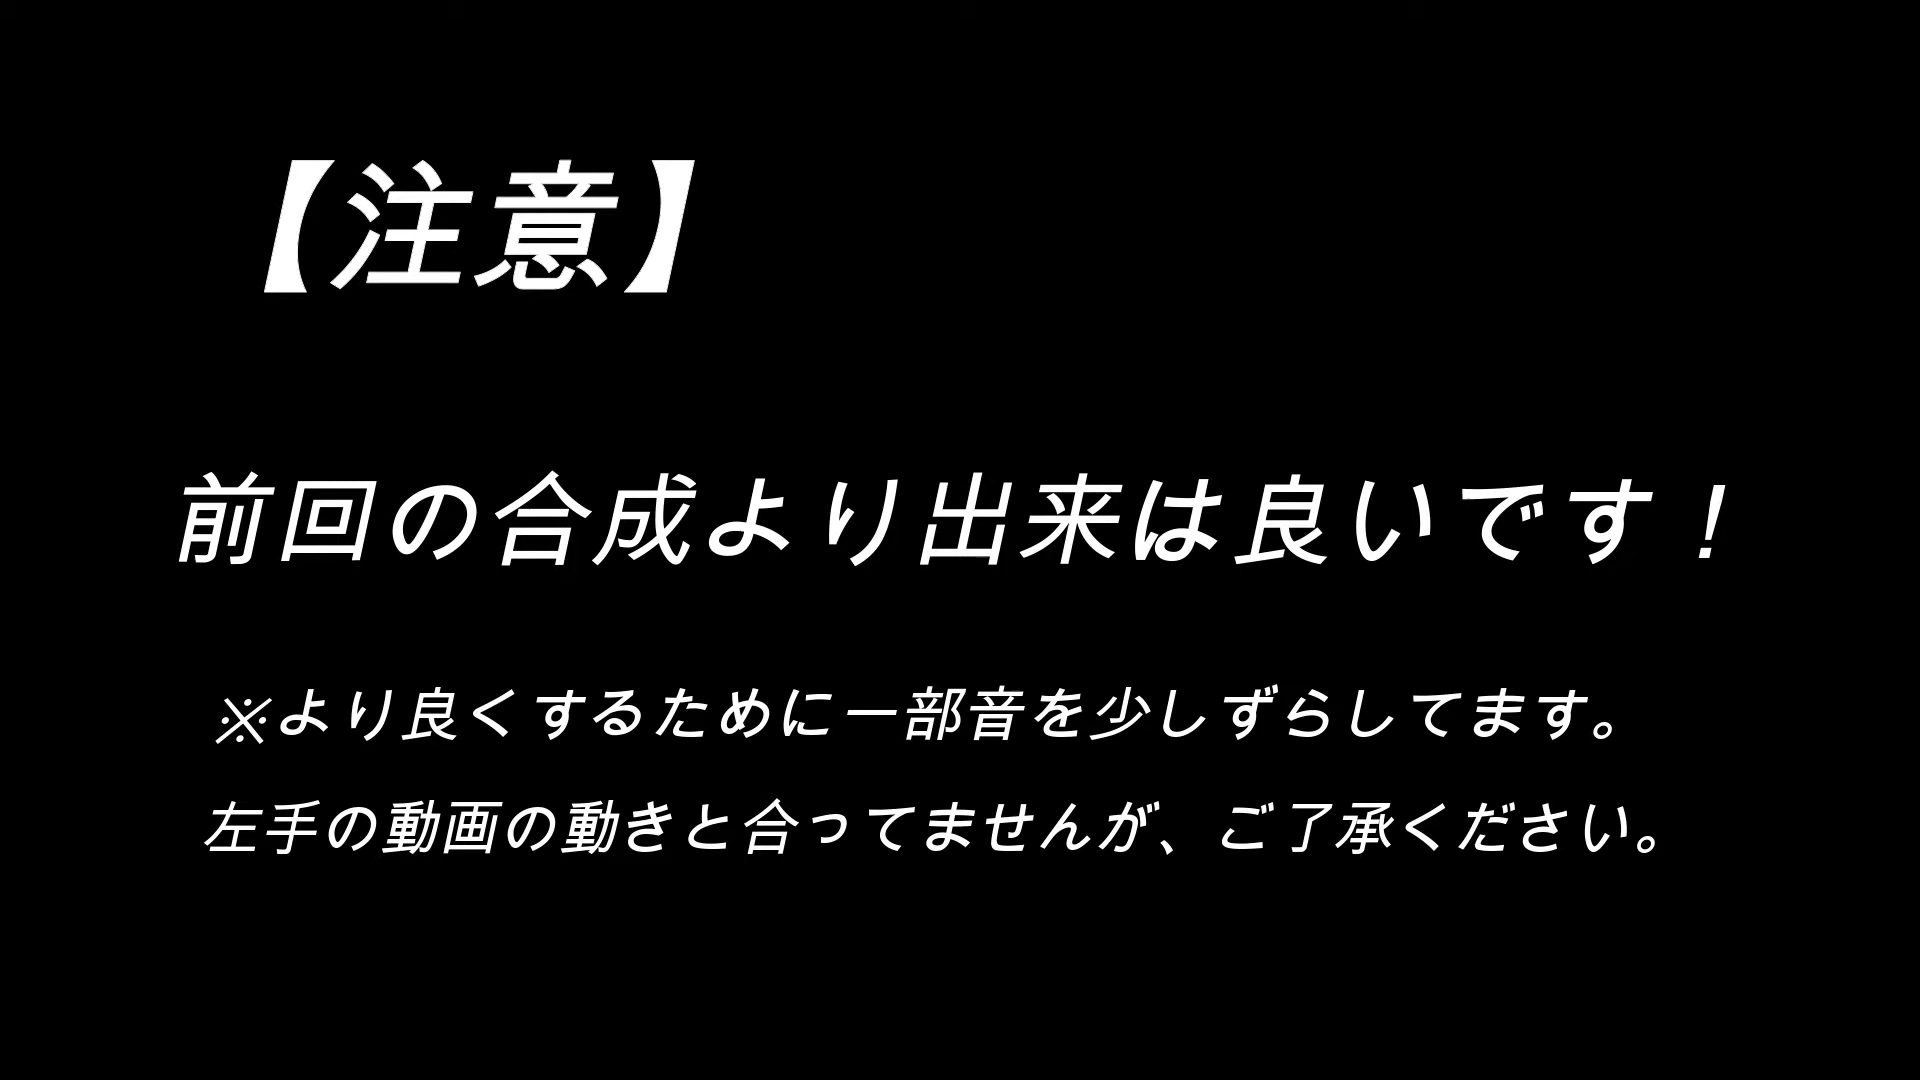 【注意】
前回の合成より出来は良いです！
※より良くするために一部音を少しずらしてます。
左手の動画の動きと合ってませんが、ご了承ください。